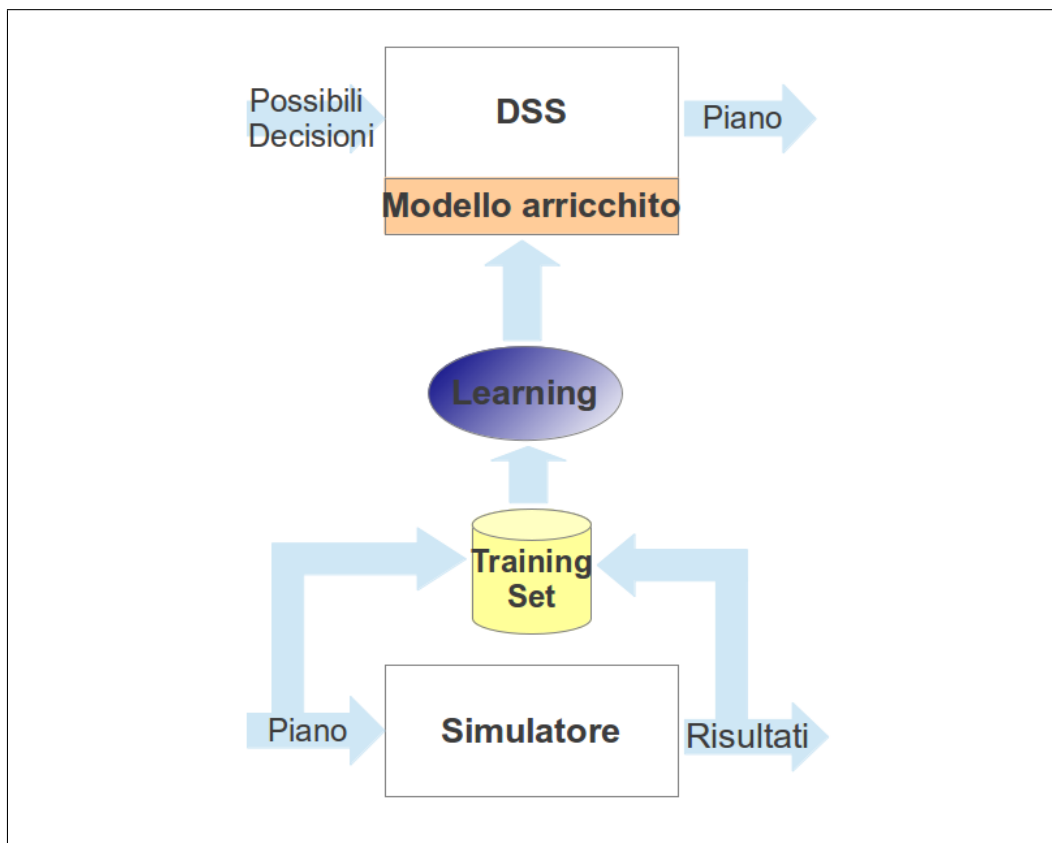 Possibili
Decisioni
DSS
Piano
Modello arricchito
Learning
Training
Set
Piano
Simulatore
Risultati